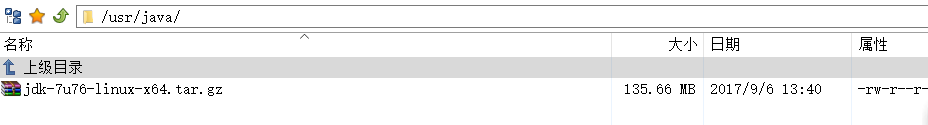 /usr/java/
名称 大小 日期 属性
上级目录
jdk-7u76-linux-x64.tar.gz 135.66 MB 2017/9/6 13:40 -rw-r--r-